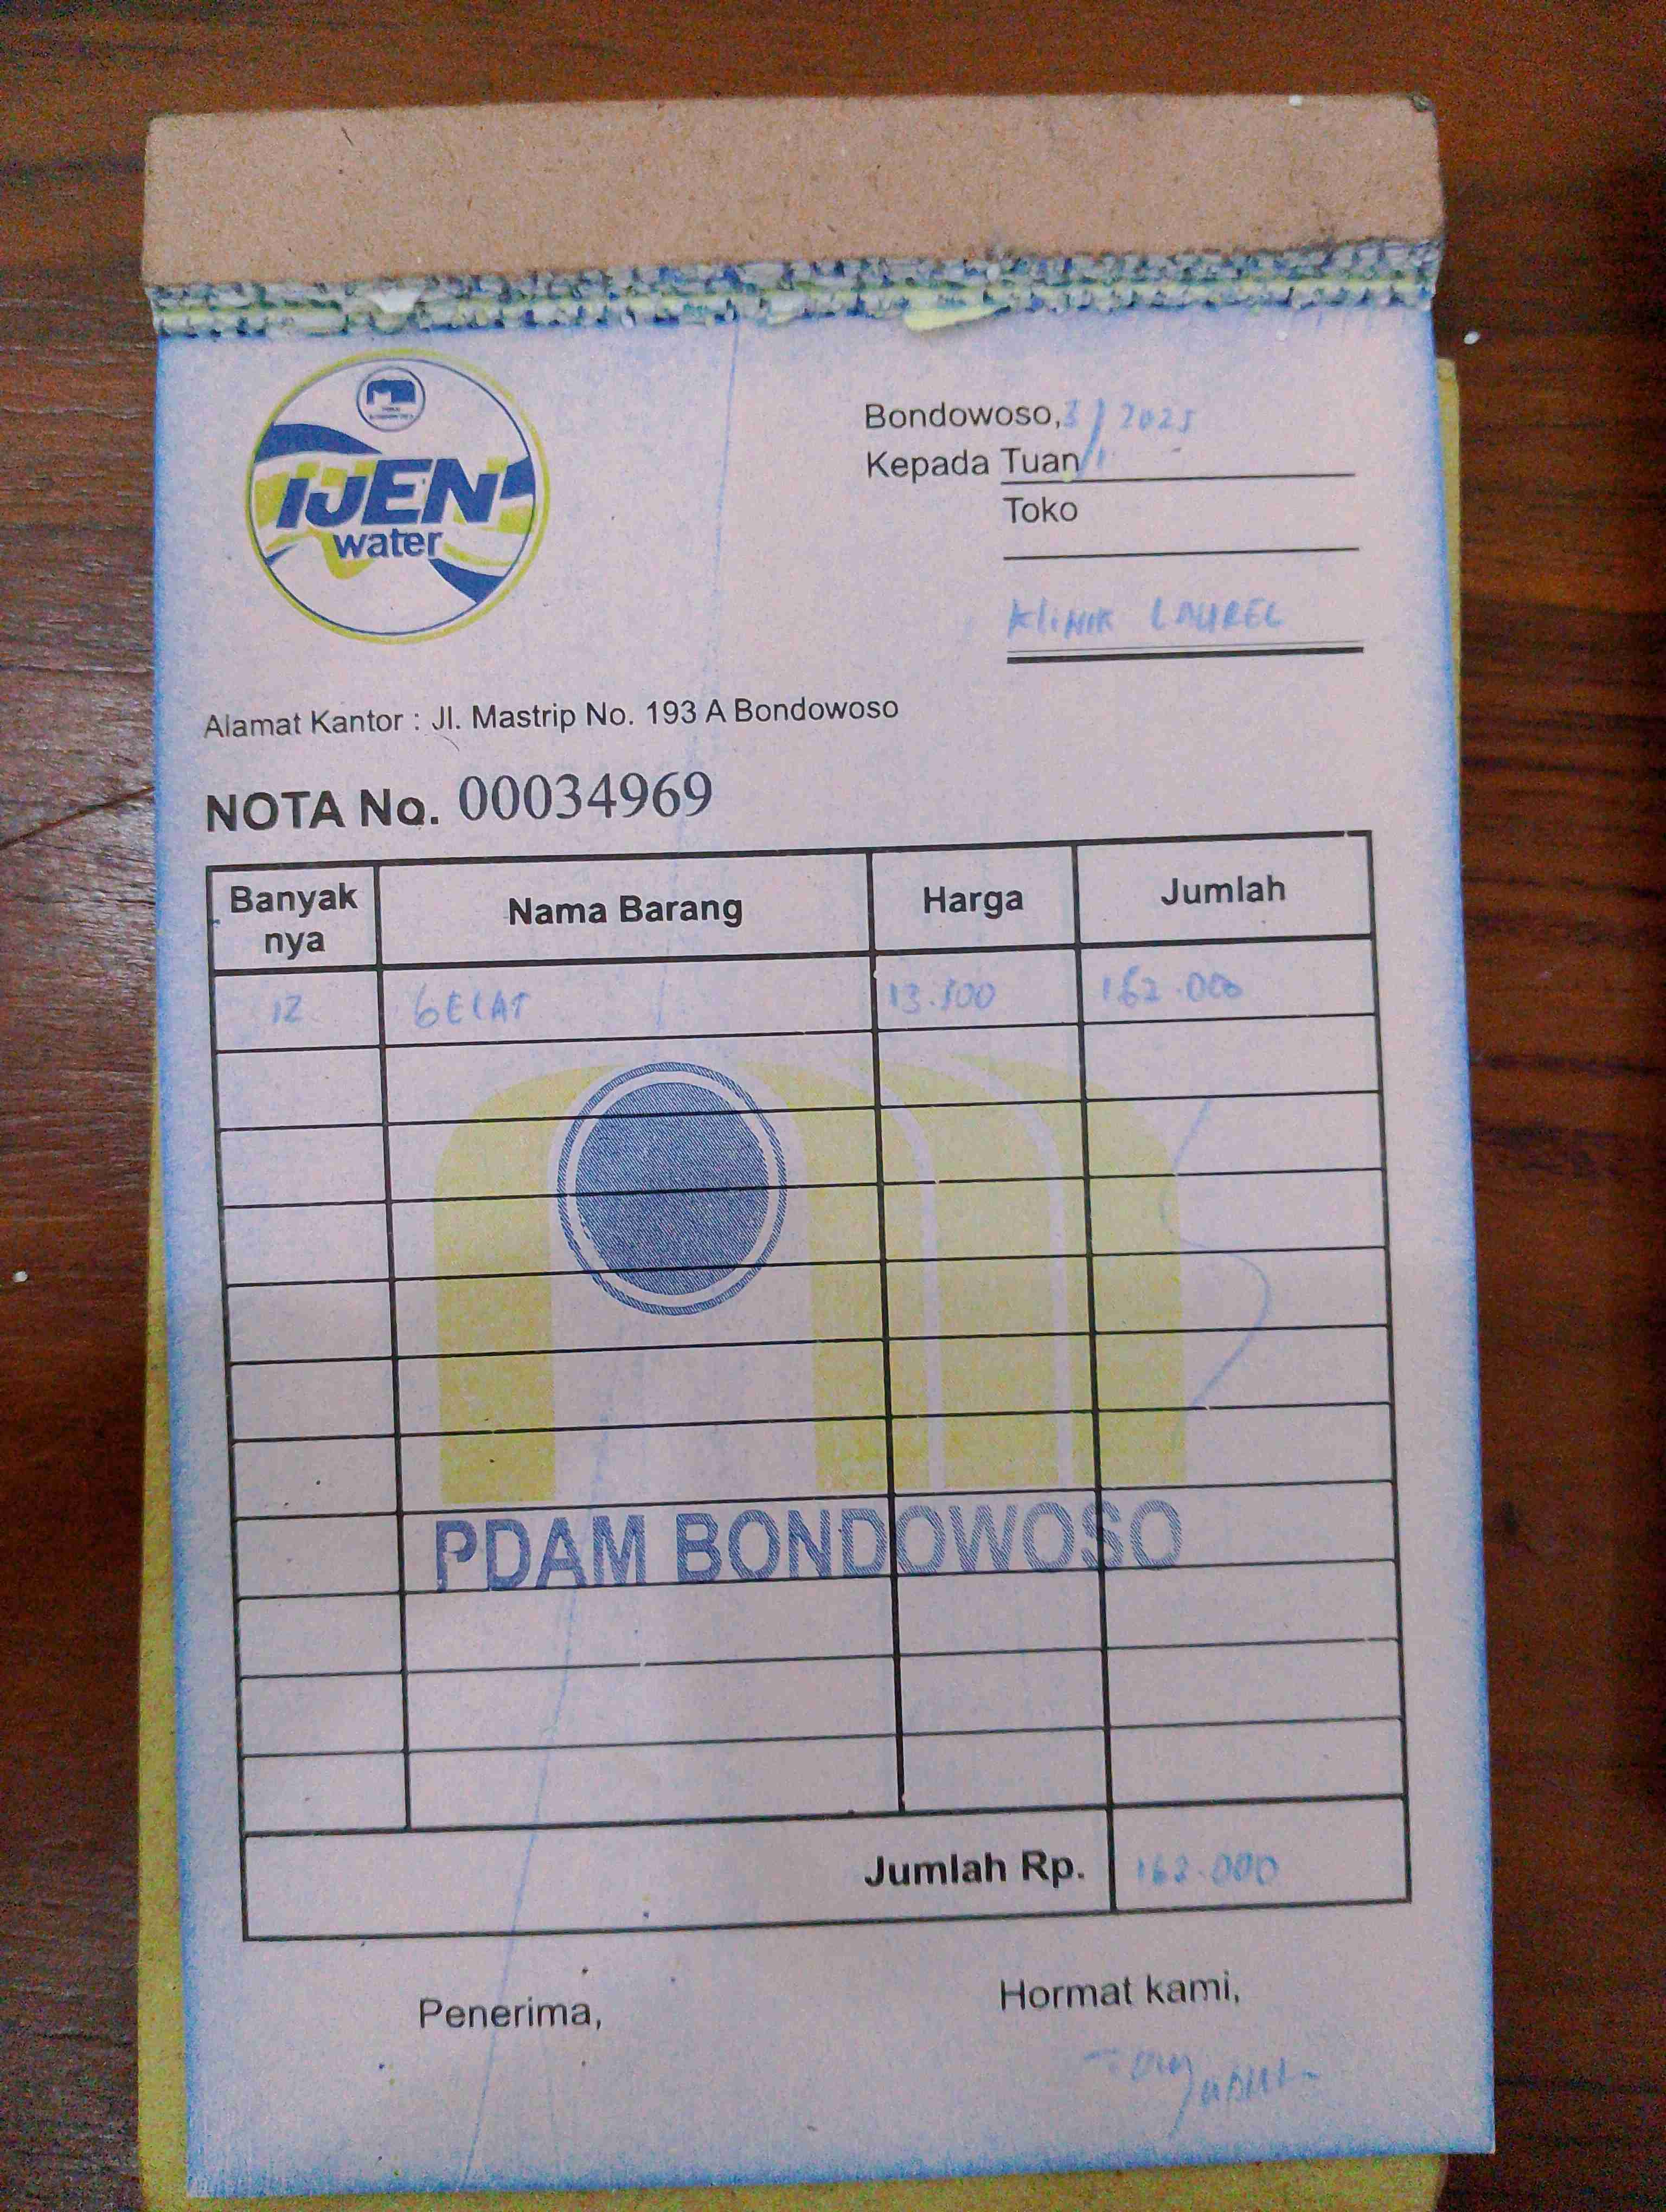 IJEN
water
Bondowoso, 3/ 2025
Kepada Tuan
Toko
KLINIK LAUREL
Alamat Kantor : Jl. Mastrip No. 193 A Bondowoso
NOTA No. 00034969
Banyak nya Nama Barang Harga Jumlah
12 GELAS 13.500 162.000
PDAM BONDOWOSO
Jumlah Rp. 162.000
Penerima, Hormat kami,